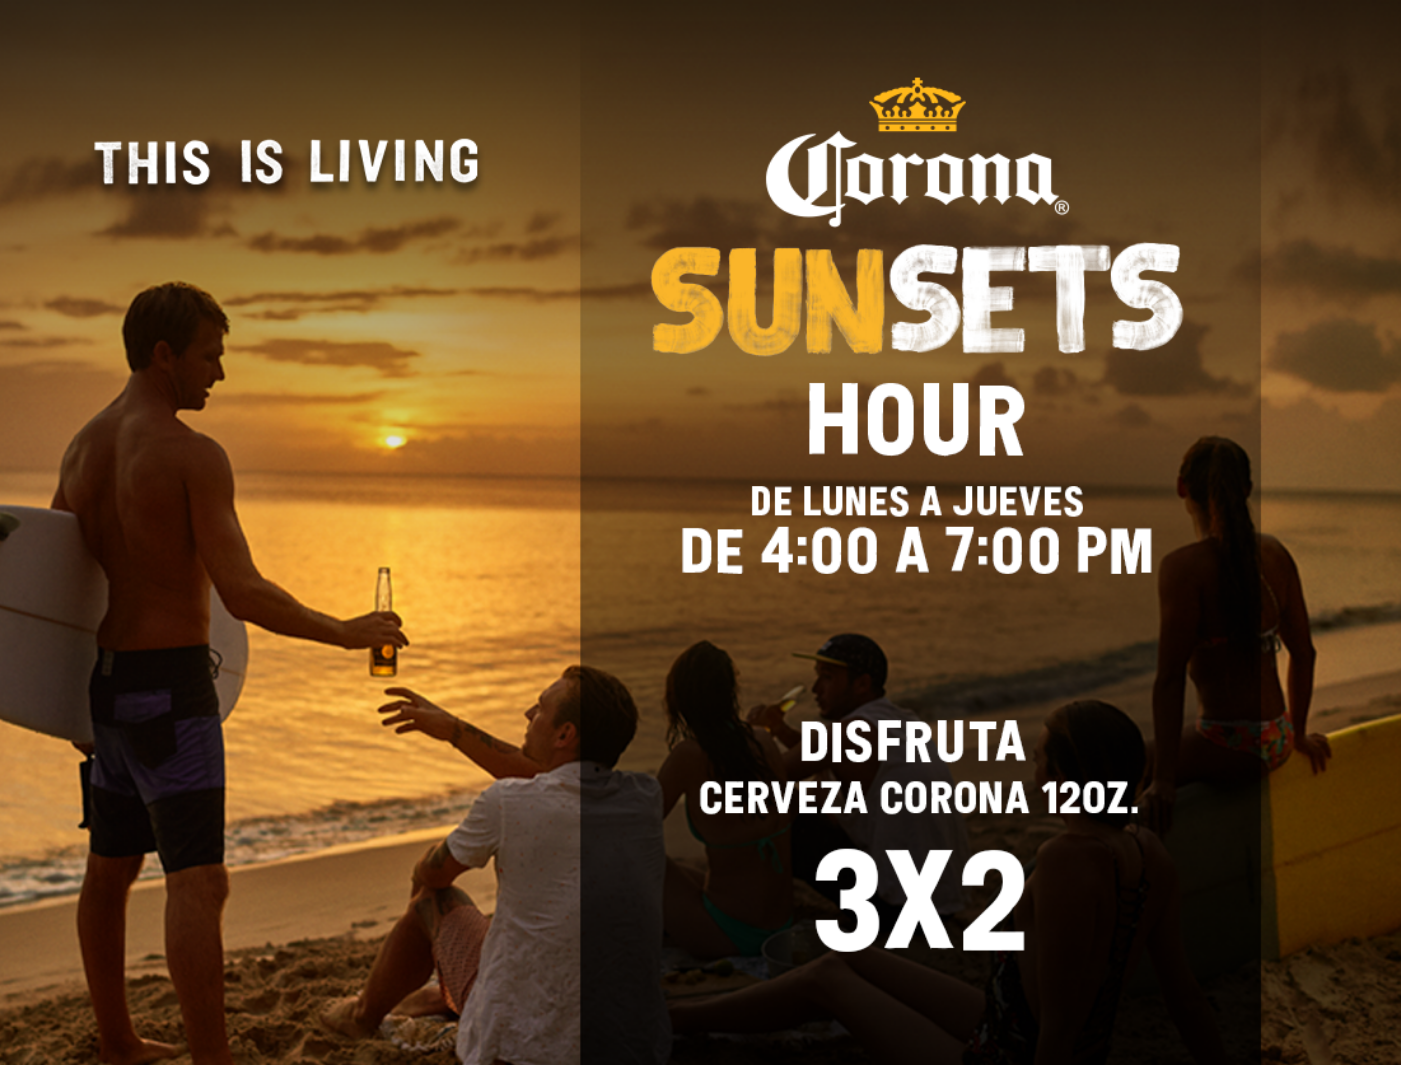 THIS IS LIVING
Corona®
SUNSETS
HOUR
DE LUNES A JUEVES
DE 4:00 A 7:00 PM
DISFRUTA
CERVEZA CORONA 12OZ.
3X2